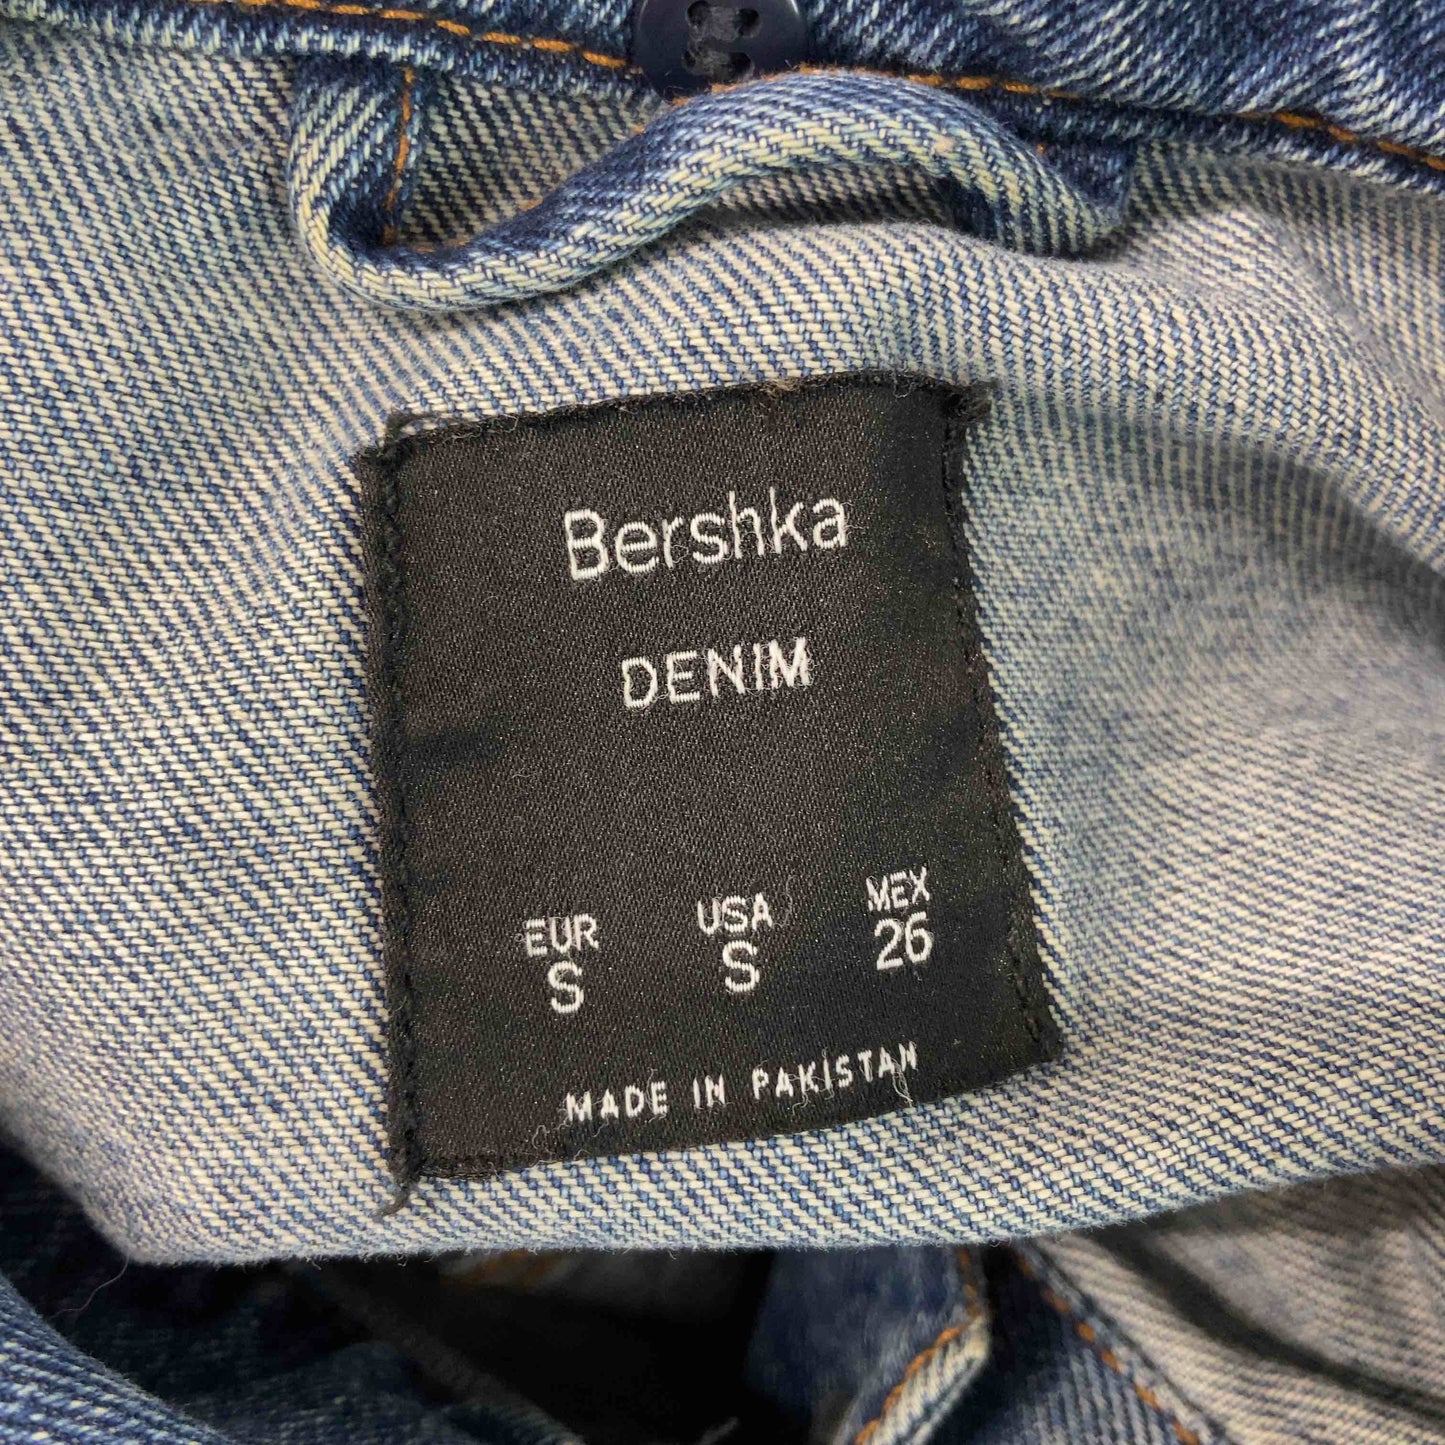 Bershka
DENIM
EUR USA MEX
S S 26
MADE IN PAKISTAN